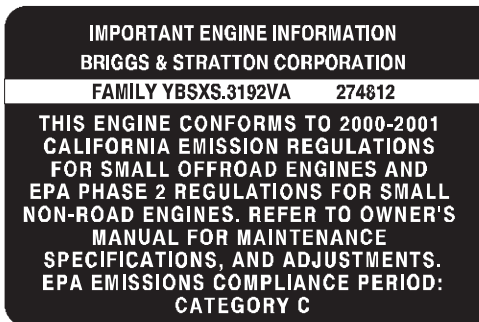 IMPORTANT ENGINE INFORMATION
BRIGGS & STRATTON CORPORATION
FAMILY YBSXS.3192VA 274812
THIS ENGINE CONFORMS TO 2000-2001
CALIFORNIA EMISSION REGULATIONS
FOR SMALL OFFROAD ENGINES AND
EPA PHASE 2 REGULATIONS FOR SMALL
NON-ROAD ENGINES. REFER TO OWNER'S
MANUAL FOR MAINTENANCE
SPECIFICATIONS, AND ADJUSTMENTS.
EPA EMISSIONS COMPLIANCE PERIOD:
CATEGORY C